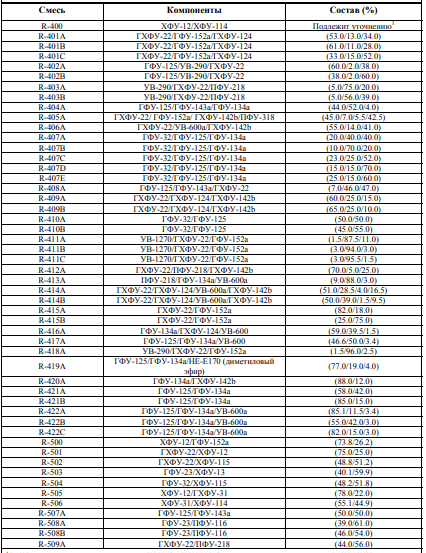 Смесь Компоненты Состав (%)
R-400 ХФУ-12/ХФУ-114 Подлежит уточнению1
R-401A ГХФУ-22/ГФУ-152a/ГХФУ-124 (53.0/13.0/34.0)
R-401B ГХФУ-22/ГФУ-152a/ГХФУ-124 (61.0/11.0/28.0)
R-401C ГХФУ-22/ГФУ-152a/ГХФУ-124 (33.0/15.0/52.0)
R-402A ГФУ-125/УВ-290/ГХФУ-22 (60.0/2.0/38.0)
R-402B ГФУ-125/УВ-290/ГХФУ-22 (38.0/2.0/60.0)
R-403A УВ-290/ГХФУ-22/ПФУ-218 (5.0/75.0/20.0)
R-403B УВ-290/ГХФУ-22/ПФУ-218 (5.0/56.0/39.0)
R-404A ГФУ-125/ГФУ-143a/ГФУ-134a (44.0/52.0/4.0)
R-405A ГХФУ-22/ ГФУ-152a/ ГХФУ-142b/ПФУ-318 (45.0/7.0/5.5/42.5)
R-406A ГХФУ-22/УВ-600a/ГХФУ-142b (55.0/14.0/41.0)
R-407A ГФУ-32/ГФУ-125/ГФУ-134a (20.0/40.0/40.0)
R-407B ГФУ-32/ГФУ-125/ГФУ-134a (10.0/70.0/20.0)
R-407C ГФУ-32/ГФУ-125/ГФУ-134a (23.0/25.0/52.0)
R-407D ГФУ-32/ГФУ-125/ГФУ-134a (15.0/15.0/70.0)
R-407E ГФУ-32/ГФУ-125/ГФУ-134a (25.0/15.0/60.0)
R-408A ГФУ-125/ГФУ-143a/ГХФУ-22 (7.0/46.0/47.0)
R-409A ГХФУ-22/ГХФУ-124/ГХФУ-142b (60.0/25.0/15.0)
R-409B ГХФУ-22/ГХФУ-124/ГХФУ-142b (65.0/25.0/10.0)
R-410A ГФУ-32/ГФУ-125 (50.0/50.0)
R-410B ГФУ-32/ГФУ-125 (45.0/55.0)
R-411A УВ-1270/ГХФУ-22/ГФУ-152a (1.5/87.5/11.0)
R-411B УВ-1270/ГХФУ-22/ГФУ-152a (3.0/94.0/3.0)
R-411C УВ-1270/ГХФУ-22/ГФУ-152a (3.0/95.5/1.5)
R-412A ГХФУ-22/ПФУ-218/ГХФУ-142b (70.0/5.0/25.0)
R-413A ПФУ-218/ГФУ-134a/УВ-600a (9.0/88.0/3.0)
R-414A ГХФУ-22/ГХФУ-124/УВ-600a/ГХФУ-142b (51.0/28.5/4.0/16.5)
R-414B ГХФУ-22/ГХФУ-124/УВ-600a/ГХФУ-142b (50.0/39.0/1.5/9.5)
R-415A ГХФУ-22/ГФУ-152a (82.0/18.0)
R-415B ГХФУ-22/ГФУ-152a (25.0/75.0)
R-416A ГФУ-134a/ГХФУ-124/УВ-600 (59.0/39.5/1.5)
R-417A ГФУ-125/ГФУ-134a/УВ-600 (46.6/50.0/3.4)
R-418A УВ-290/ГХФУ-22/ГФУ-152a (1.5/96.0/2.5)
R-419A ГФУ-125/ГФУ-134a/HE-E170 (диметиловый
эфир) (77.0/19.0/4.0)
R-420A ГФУ-134a/ГХФУ-142b (88.0/12.0)
R-421A ГФУ-125/ГФУ-134a (58.0/42.0)
R-421B ГФУ-125/ГФУ-134a (85.0/15.0)
R-422A ГФУ-125/ГФУ-134a/УВ-600a (85.1/11.5/3.4)
R-422B ГФУ-125/ГФУ-134a/УВ-600a (55.0/42.0/3.0)
R-422C ГФУ-125/ГФУ-134a/УВ-600a (82.0/15.0/3.0)
R-500 ХФУ-12/ГФУ-152a (73.8/26.2)
R-501 ГХФУ-22/ХФУ-12 (75.0/25.0)
R-502 ГХФУ-22/ХФУ-115 (48.8/51.2)
R-503 ГФУ-23/ХФУ-13 (40.1/59.9)
R-504 ГФУ-32/ХФУ-115 (48.2/51.8)
R-505 ХФУ-12/ГХФУ-31 (78.0/22.0)
R-506 ХФУ-31/ХФУ-114 (55.1/44.9)
R-507A ГФУ-125/ГФУ-143a (50.0/50.0)
R-508A ГФУ-23/ПФУ-116 (39.0/61.0)
R-508B ГФУ-23/ПФУ-116 (46.0/54.0)
R-509A ГХФУ-22/ПФУ-218 (44.0/56.0)